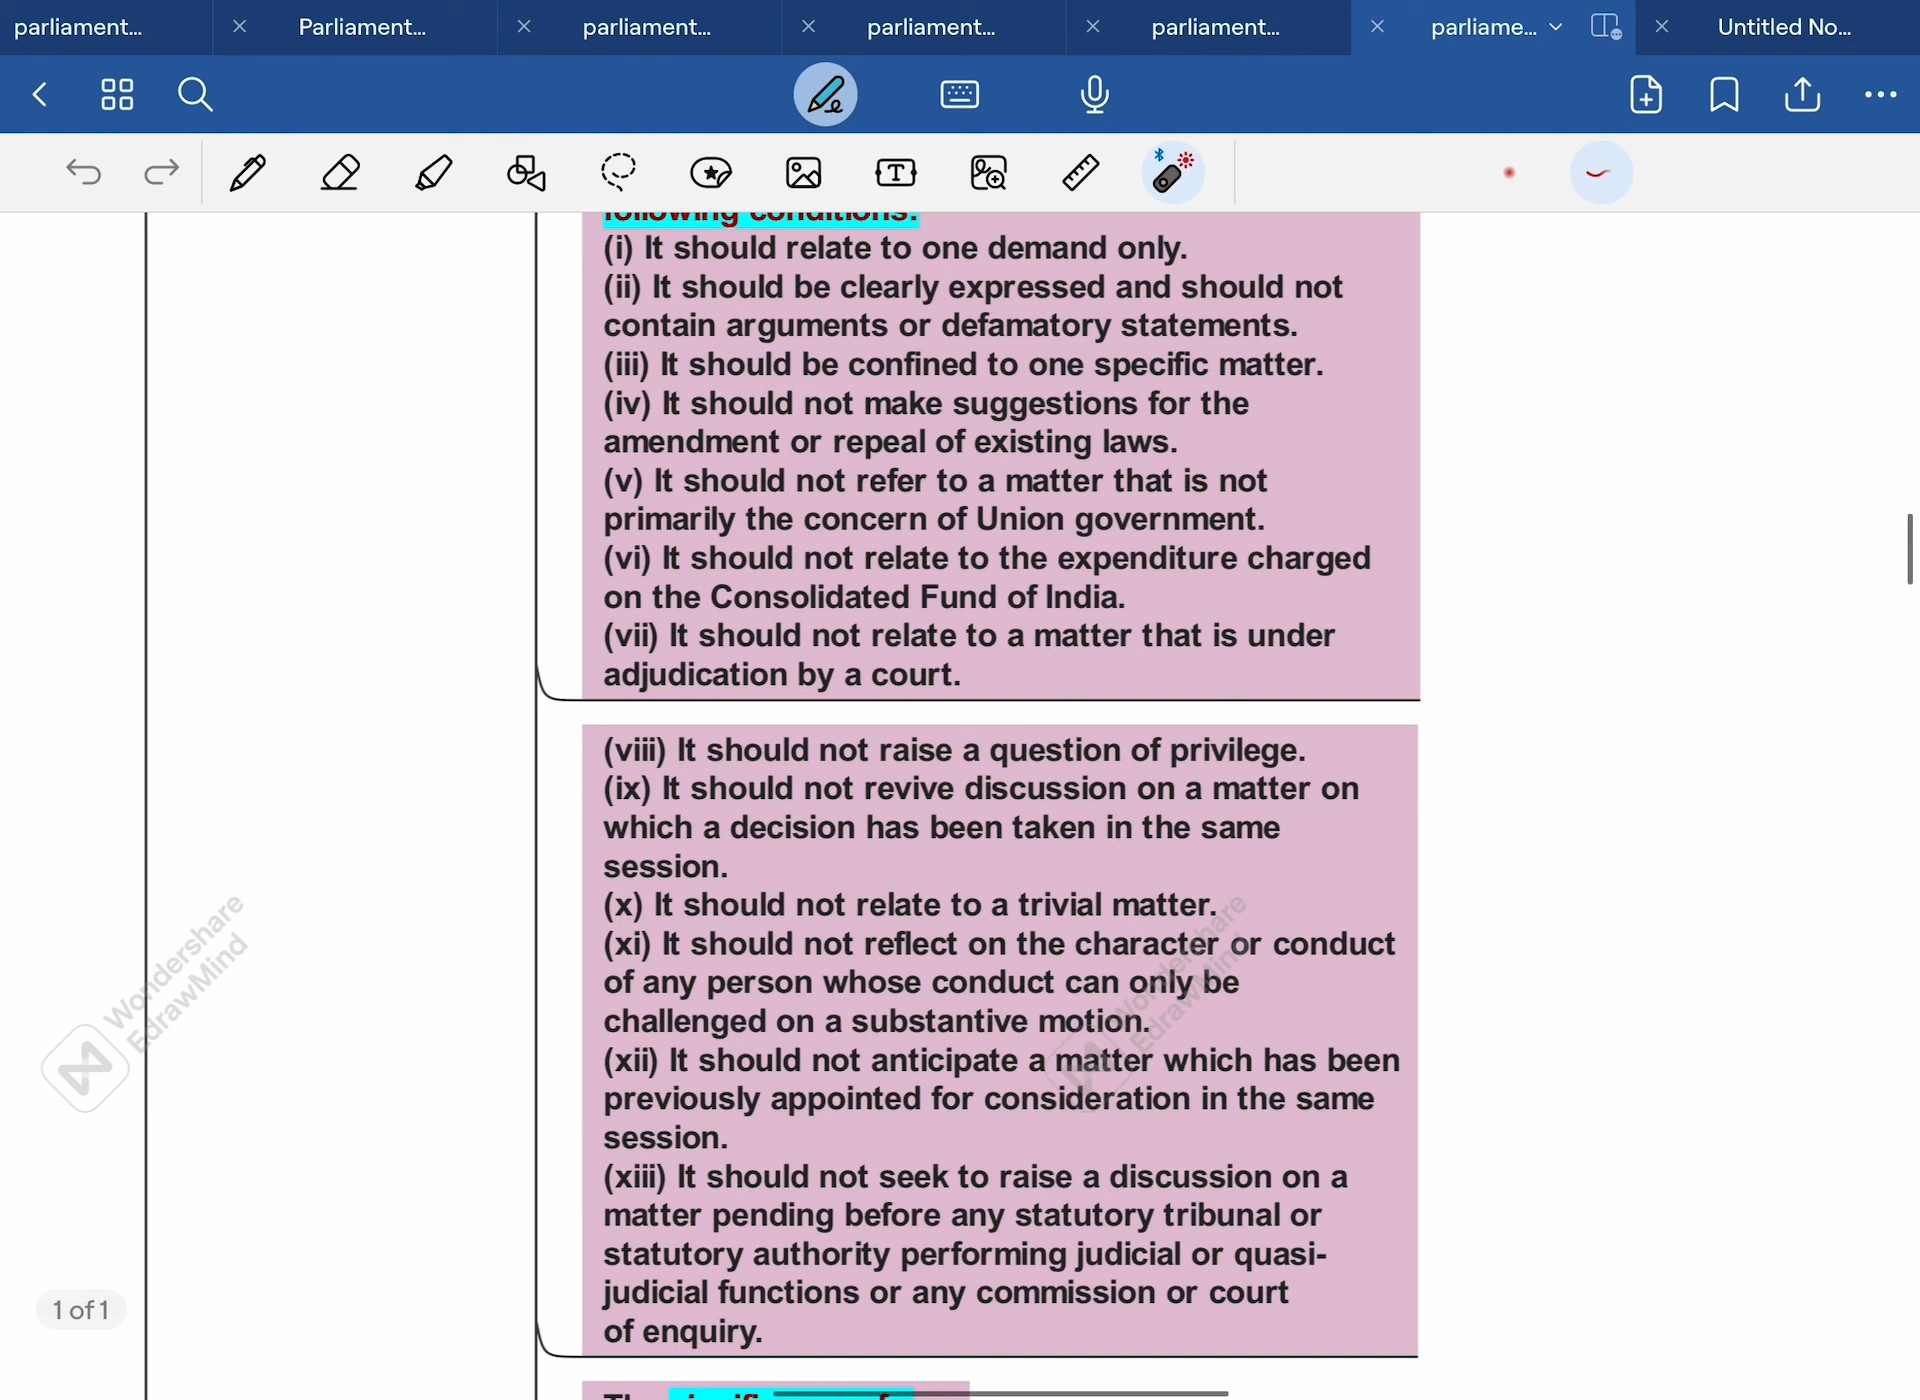 parliament...
Parliament...
parliament...
parliament...
parliament...
parliame...
Untitled No...
following conditions:
(i) It should relate to one demand only.
(ii) It should be clearly expressed and should not
contain arguments or defamatory statements.
(iii) It should be confined to one specific matter.
(iv) It should not make suggestions for the
amendment or repeal of existing laws.
(v) It should not refer to a matter that is not
primarily the concern of Union government.
(vi) It should not relate to the expenditure charged
on the Consolidated Fund of India.
(vii) It should not relate to a matter that is under
adjudication by a court.
(viii) It should not raise a question of privilege.
(ix) It should not revive discussion on a matter on
which a decision has been taken in the same
session.
(x) It should not relate to a trivial matter.
(xi) It should not reflect on the character or conduct
of any person whose conduct can only be
challenged on a substantive motion.
(xii) It should not anticipate a matter which has been
previously appointed for consideration in the same
session.
(xiii) It should not seek to raise a discussion on a
matter pending before any statutory tribunal or
statutory authority performing judicial or quasi-
judicial functions or any commission or court
of enquiry.
Wondershare
EdrawMind
Wondershare
EdrawMind
1 of 1